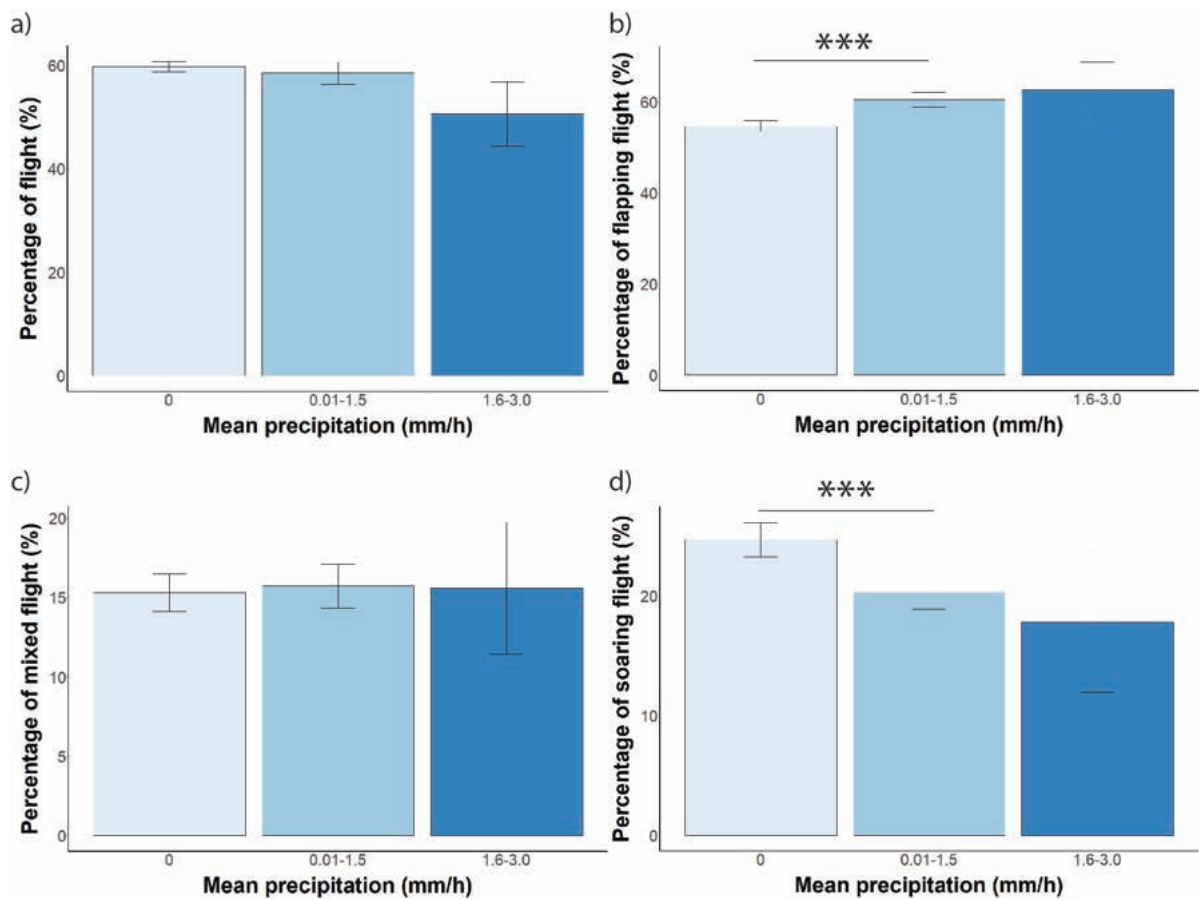 a)
Percentage of flight (%)
60
40
20
0
0 0.01-1.5 1.6-3.0
Mean precipitation (mm/h)
b)
***
Percentage of flapping flight (%)
60
40
20
0
0 0.01-1.5 1.6-3.0
Mean precipitation (mm/h)
c)
Percentage of mixed flight (%)
20
15
10
5
0
0 0.01-1.5 1.6-3.0
Mean precipitation (mm/h)
d)
***
Percentage of soaring flight (%)
20
10
0
0 0.01-1.5 1.6-3.0
Mean precipitation (mm/h)